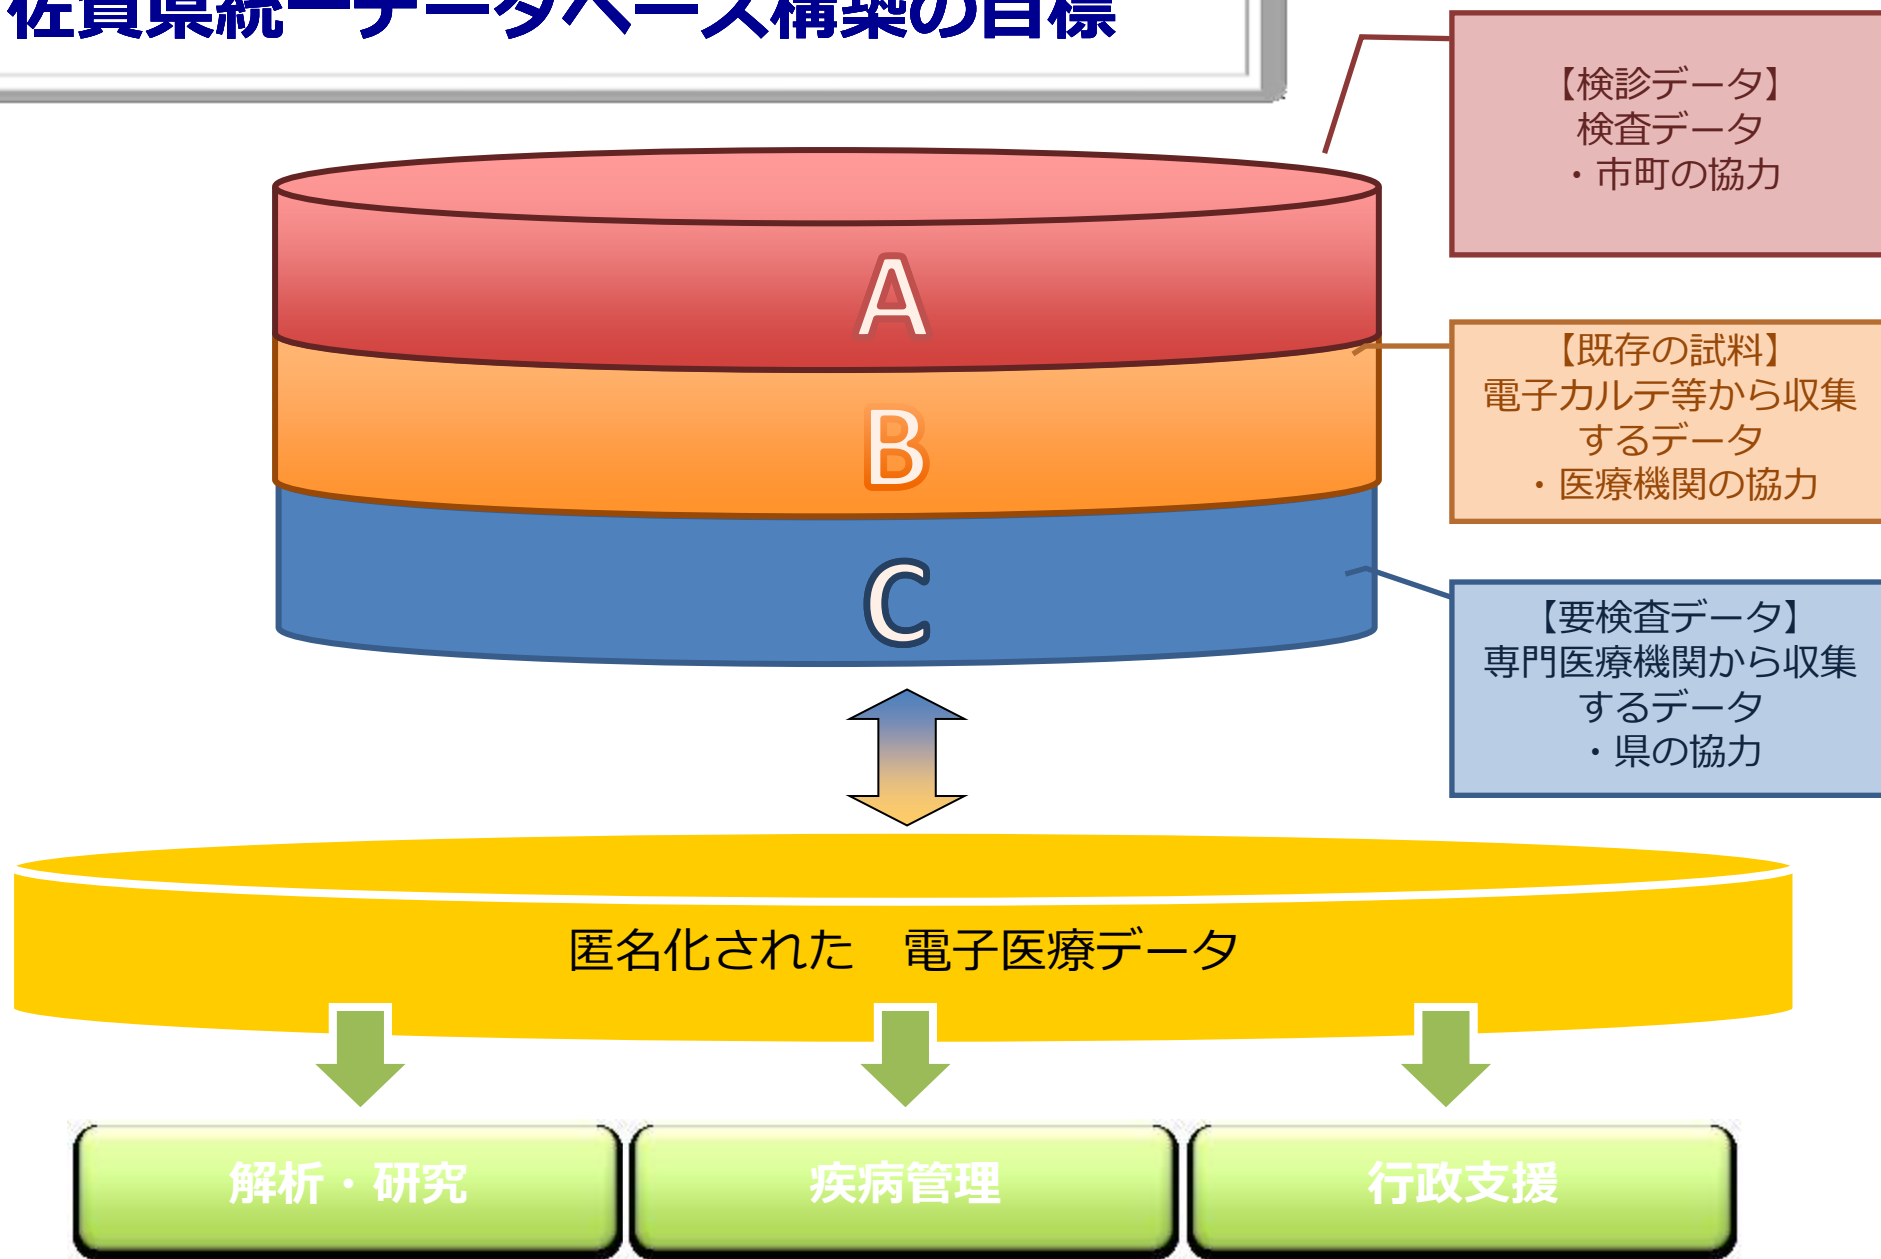 佐賀県統一データベース構築の目標
【検診データ】
検査データ
・市町の協力
A
【既存の試料】
電子カルテ等から収集
するデータ
・医療機関の協力
B
【要検査データ】
専門医療機関から収集
するデータ
・県の協力
C
匿名化された　電子医療データ
解析・研究
疾病管理
行政支援